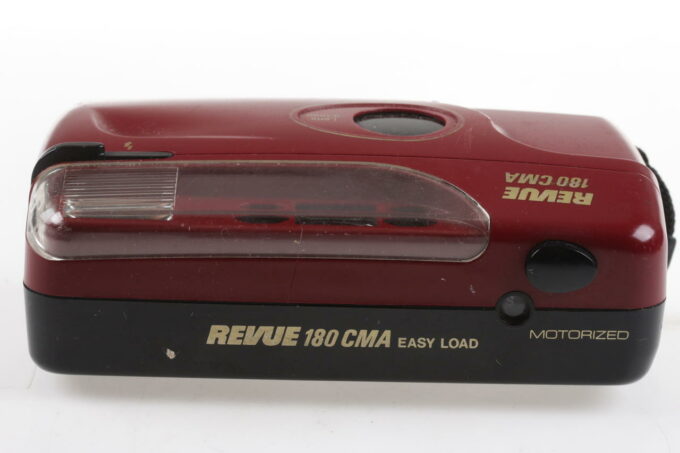 REVUE
180 CMA
REVUE 180 CMA EASY LOAD
MOTORIZED